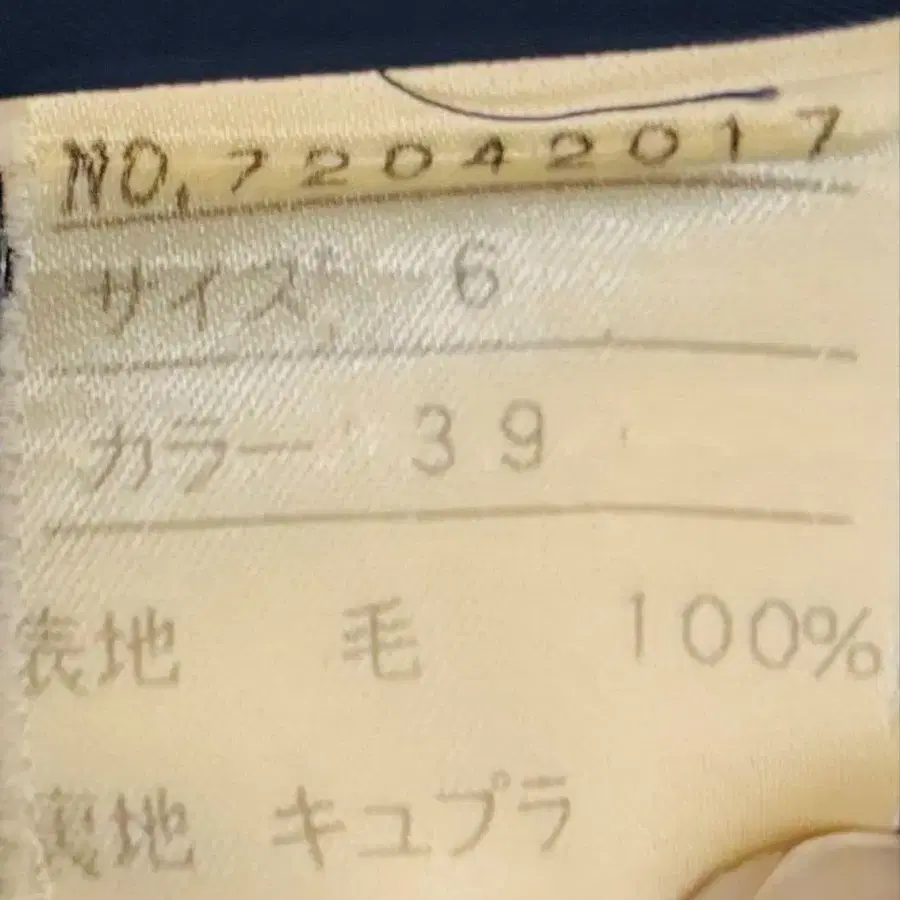 NO.72042017
サイズ 6
カラー 39
表地 毛 100%
裏地 キュプラ